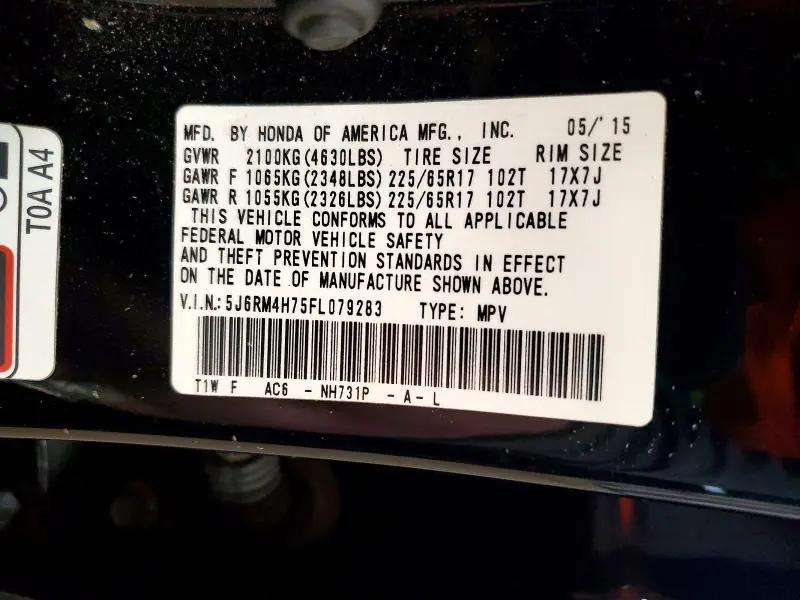 MFD. BY HONDA OF AMERICA MFG., INC. 05/'15
GVWR 2100KG(4630LBS) TIRE SIZE RIM SIZE
GAWR F 1065KG(2348LBS) 225/65R17 102T 17X7J
GAWR R 1055KG(2326LBS) 225/65R17 102T 17X7J
THIS VEHICLE CONFORMS TO ALL APPLICABLE
FEDERAL MOTOR VEHICLE SAFETY
AND THEFT PREVENTION STANDARDS IN EFFECT
ON THE DATE OF MANUFACTURE SHOWN ABOVE.
V.I.N.: 5J6RM4H75FL079283 TYPE: MPV
T1W F AC6 - NH731P - A - L
T0A A4